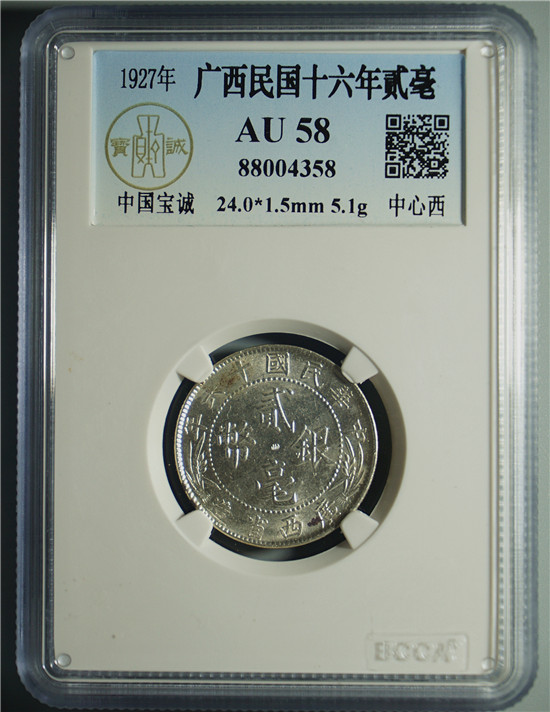 1927年 广西民国十六年贰毫
AU 58
88004358
寶 誠
中国宝诚 24.0*1.5mm 5.1g 中心西
中華民國十六年
貳毫
銀幣
廣西省造